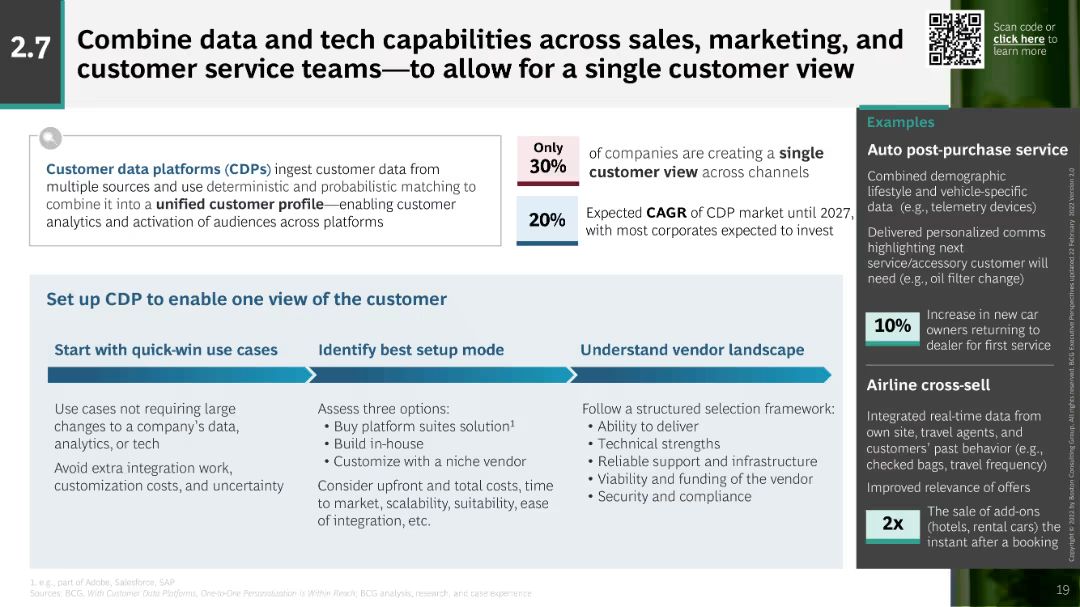 2.7
Combine data and tech capabilities across sales, marketing, and
customer service teams—to allow for a single customer view
Scan code or
click here to
learn more
Customer data platforms (CDPs) ingest customer data from
multiple sources and use deterministic and probabilistic matching to
combine it into a unified customer profile—enabling customer
analytics and activation of audiences across platforms
Only
30%
of companies are creating a single
customer view across channels
20%
Expected CAGR of CDP market until 2027,
with most corporates expected to invest
Set up CDP to enable one view of the customer
Start with quick-win use cases
Use cases not requiring large
changes to a company's data,
analytics, or tech
Avoid extra integration work,
customization costs, and uncertainty
Identify best setup mode
Assess three options:
• Buy platform suites solution¹
• Build in-house
• Customize with a niche vendor
Consider upfront and total costs, time
to market, scalability, suitability, ease
of integration, etc.
Understand vendor landscape
Follow a structured selection framework:
• Ability to deliver
• Technical strengths
• Reliable support and infrastructure
• Viability and funding of the vendor
• Security and compliance
Examples
Auto post-purchase service
Combined demographic
lifestyle and vehicle-specific
data (e.g., telemetry devices)
Delivered personalized comms
highlighting next
service/accessory customer will
need (e.g., oil filter change)
10%
Increase in new car
owners returning to
dealer for first service
Airline cross-sell
Integrated real-time data from
own site, travel agents, and
customers' past behavior (e.g.,
checked bags, travel frequency)
Improved relevance of offers
2x
The sale of add-ons
(hotels, rental cars) the
instant after a booking
Copyright © 2022 by Boston Consulting Group. All rights reserved. BCG Executive Perspectives updated 22 February 2022 Version 2.0
1. e.g., part of Adobe, Salesforce, SAP
Sources: BCG, With Customer Data Platforms, One-to-One Personalization is Within Reach; BCG analysis, research, and case experience
19